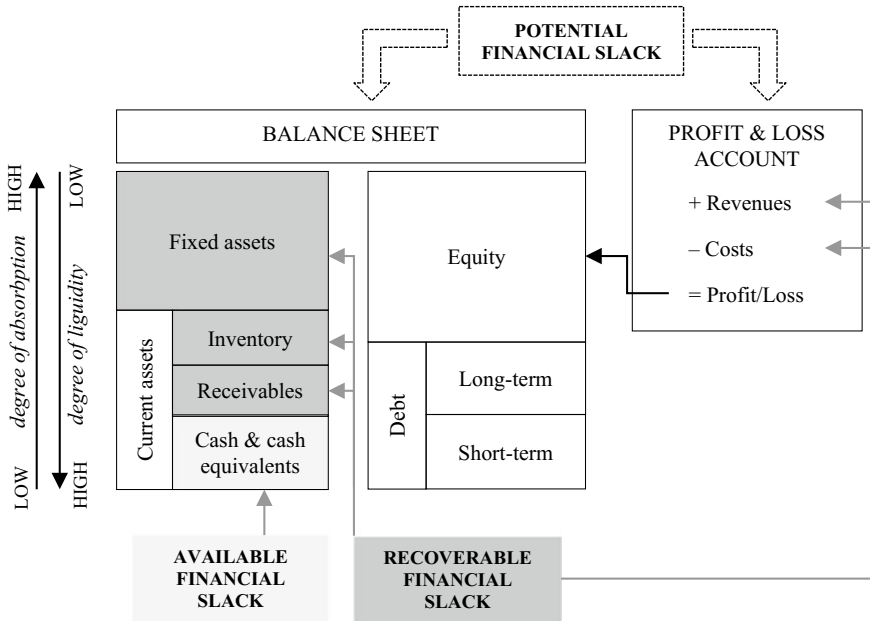 POTENTIAL
FINANCIAL SLACK
BALANCE SHEET
PROFIT & LOSS
ACCOUNT
+ Revenues
– Costs
= Profit/Loss
HIGH
LOW
degree of absorbption
degree of liguidity
LOW
HIGH
Fixed assets
Current assets
Inventory
Receivables
Cash & cash
equivalents
Equity
Debt
Long-term
Short-term
AVAILABLE
FINANCIAL
SLACK
RECOVERABLE
FINANCIAL
SLACK